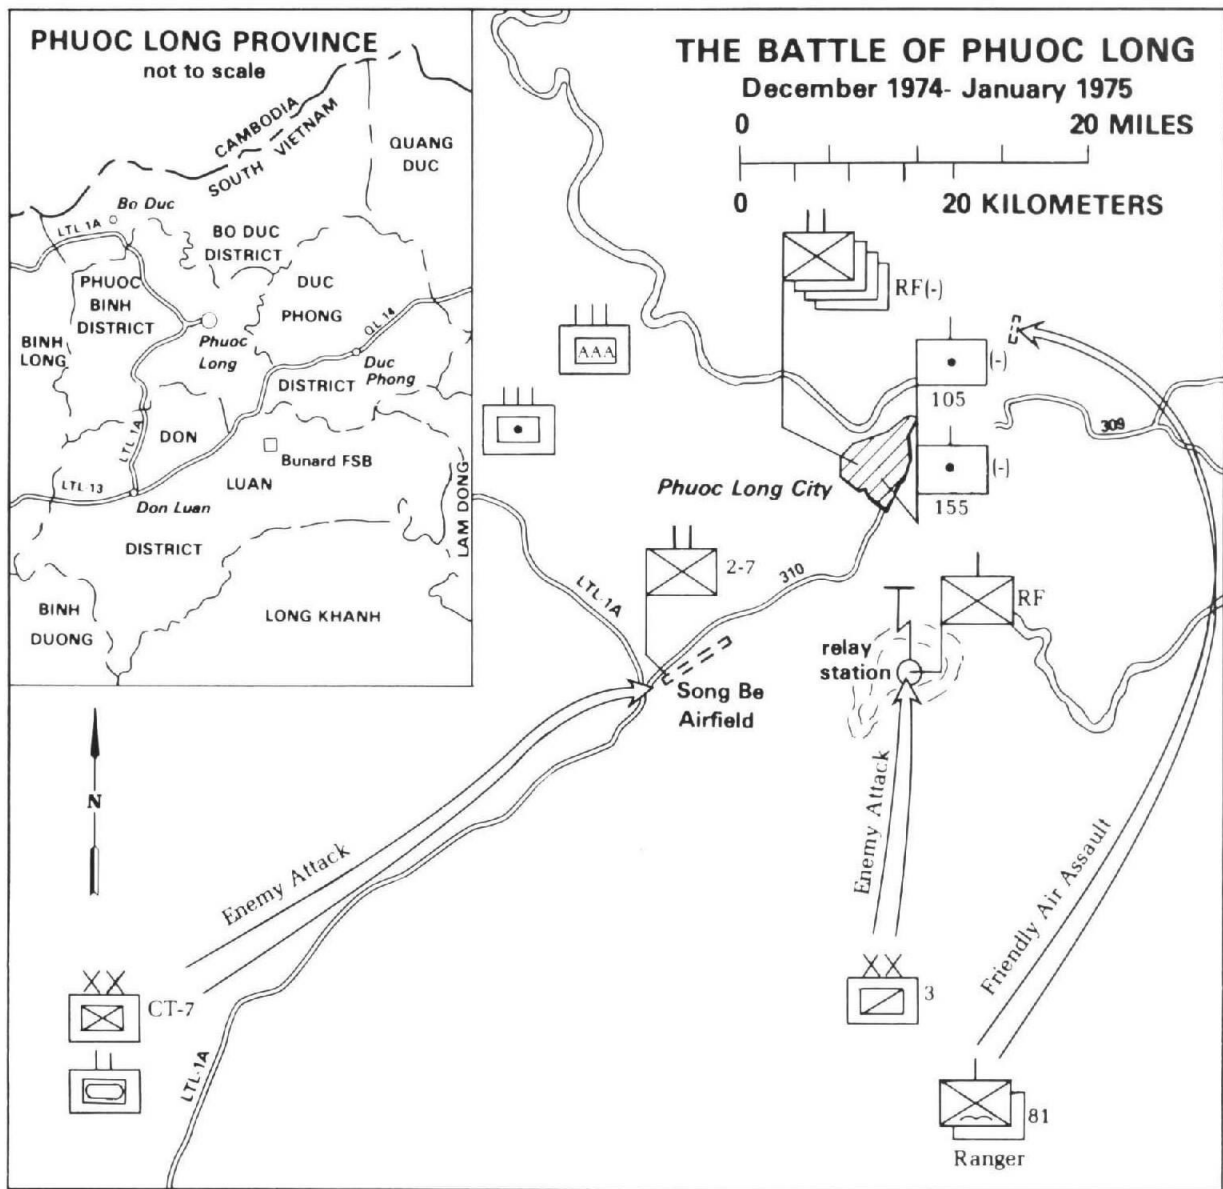 PHUOC LONG PROVINCE
not to scale
CAMBODIA
SOUTH VIETNAM
QUANG
DUC
Bo Duc
LTL-1A
BO DUC
DISTRICT
PHUOC
BINH
DISTRICT
DUC
PHONG
QL 14
BINH
LONG
Phuoc
Long
Duc
Phong
DISTRICT
LTL 1A
DON
Bunard FSB
LTL-13
LUAN
Don Luan
LAM DONG
DISTRICT
BINH
DUONG
LONG KHANH
THE BATTLE OF PHUOC LONG
December 1974- January 1975
0 20 MILES
0 20 KILOMETERS
RF(-)
AAA
(-)
105
309
(-)
Phuoc Long City
155
2-7
310
LTL-1A
RF
relay
station
Song Be
Airfield
N
Enemy Attack
Enemy Attack
Friendly Air Assault
CT-7
3
LTL-1A
81
Ranger